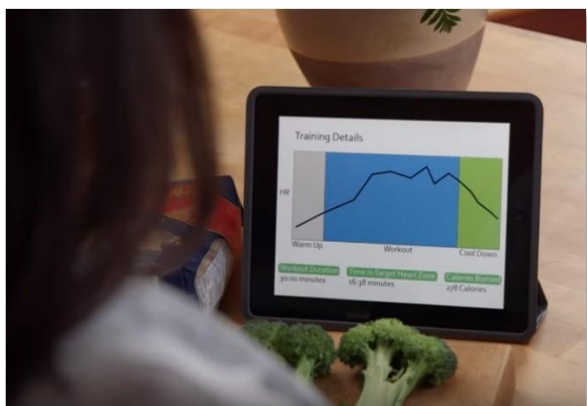 Training Details
HR
Warm Up
Workout
Cool Down
Workout Duration
30.00 minutes
Time in Target Heart Zone
16:38 minutes
Calories Burned
278 Calories